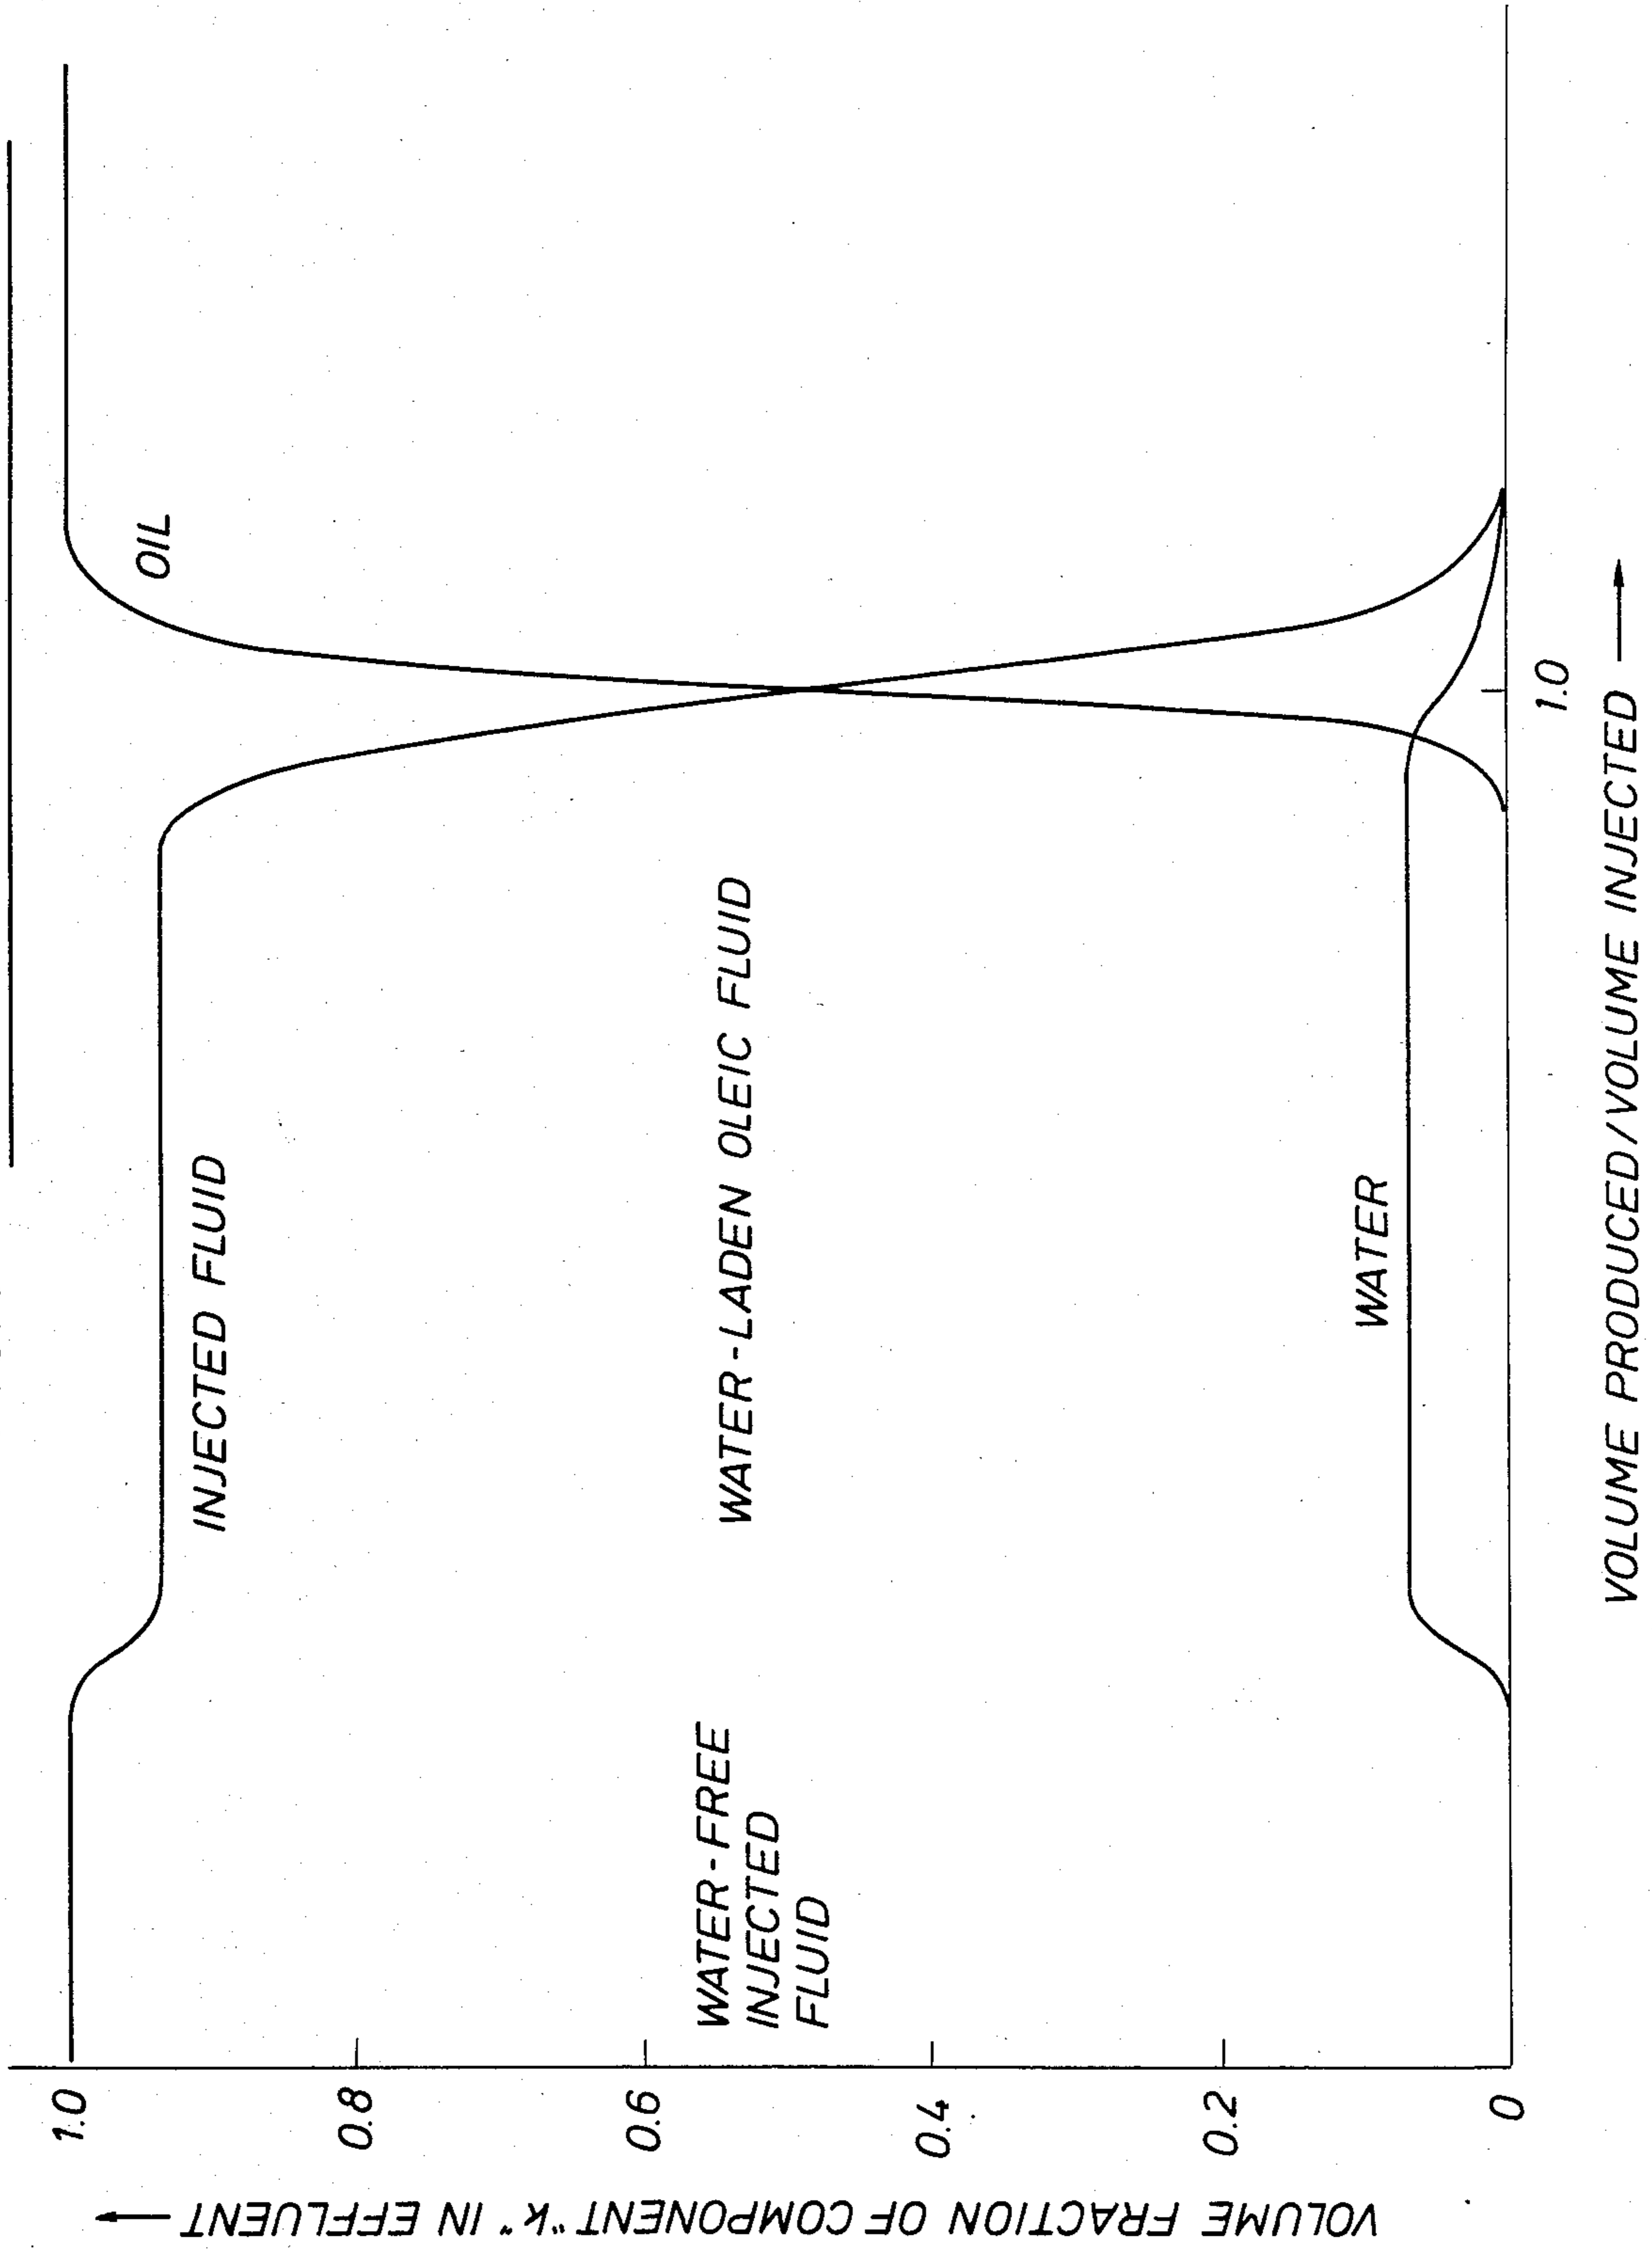 VOLUME FRACTION OF COMPONENT "k" IN EFFLUENT
1.0
0.8
0.6
0.4
0.2
0
OIL
INJECTED FLUID
WATER-FREE
INJECTED
FLUID
WATER-LADEN OLEIC FLUID
WATER
1.0
VOLUME PRODUCED/VOLUME INJECTED